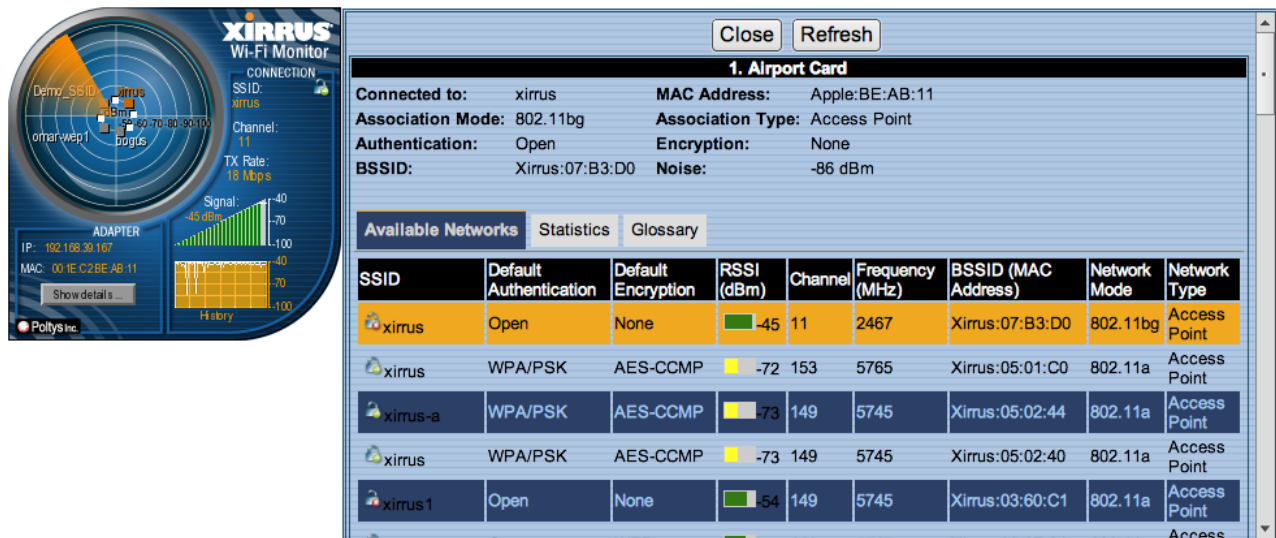 XIRRUS
Wi-Fi Monitor
CONNECTION
SSID:
xirrus
Channel:
11
TX Rate:
18 Mbps
Demo_SSID
xirrus
dBm
-50 -60 -70 -80 -90 -100
omar-wep1
bogus
Signal:
-45 dBm
-40
-70
-100
-40
-70
-100
History
ADAPTER
IP: 192.168.39.167
MAC: 00:1E:C2:BE:AB:11
Show details ...
Poltys Inc.
Close Refresh
1. Airport Card
Connected to: xirrus MAC Address: Apple:BE:AB:11
Association Mode: 802.11bg Association Type: Access Point
Authentication: Open Encryption: None
BSSID: Xirrus:07:B3:D0 Noise: -86 dBm
Available Networks Statistics Glossary
SSID Default Authentication Default Encryption RSSI (dBm) Channel Frequency (MHz) BSSID (MAC Address) Network Mode Network Type
xirrus Open None -45 11 2467 Xirrus:07:B3:D0 802.11bg Access Point
xirrus WPA/PSK AES-CCMP -72 153 5765 Xirrus:05:01:C0 802.11a Access Point
xirrus-a WPA/PSK AES-CCMP -73 149 5745 Xirrus:05:02:44 802.11a Access Point
xirrus WPA/PSK AES-CCMP -73 149 5745 Xirrus:05:02:40 802.11a Access Point
xirrus1 Open None -54 149 5745 Xirrus:03:60:C1 802.11a Access Point
Access